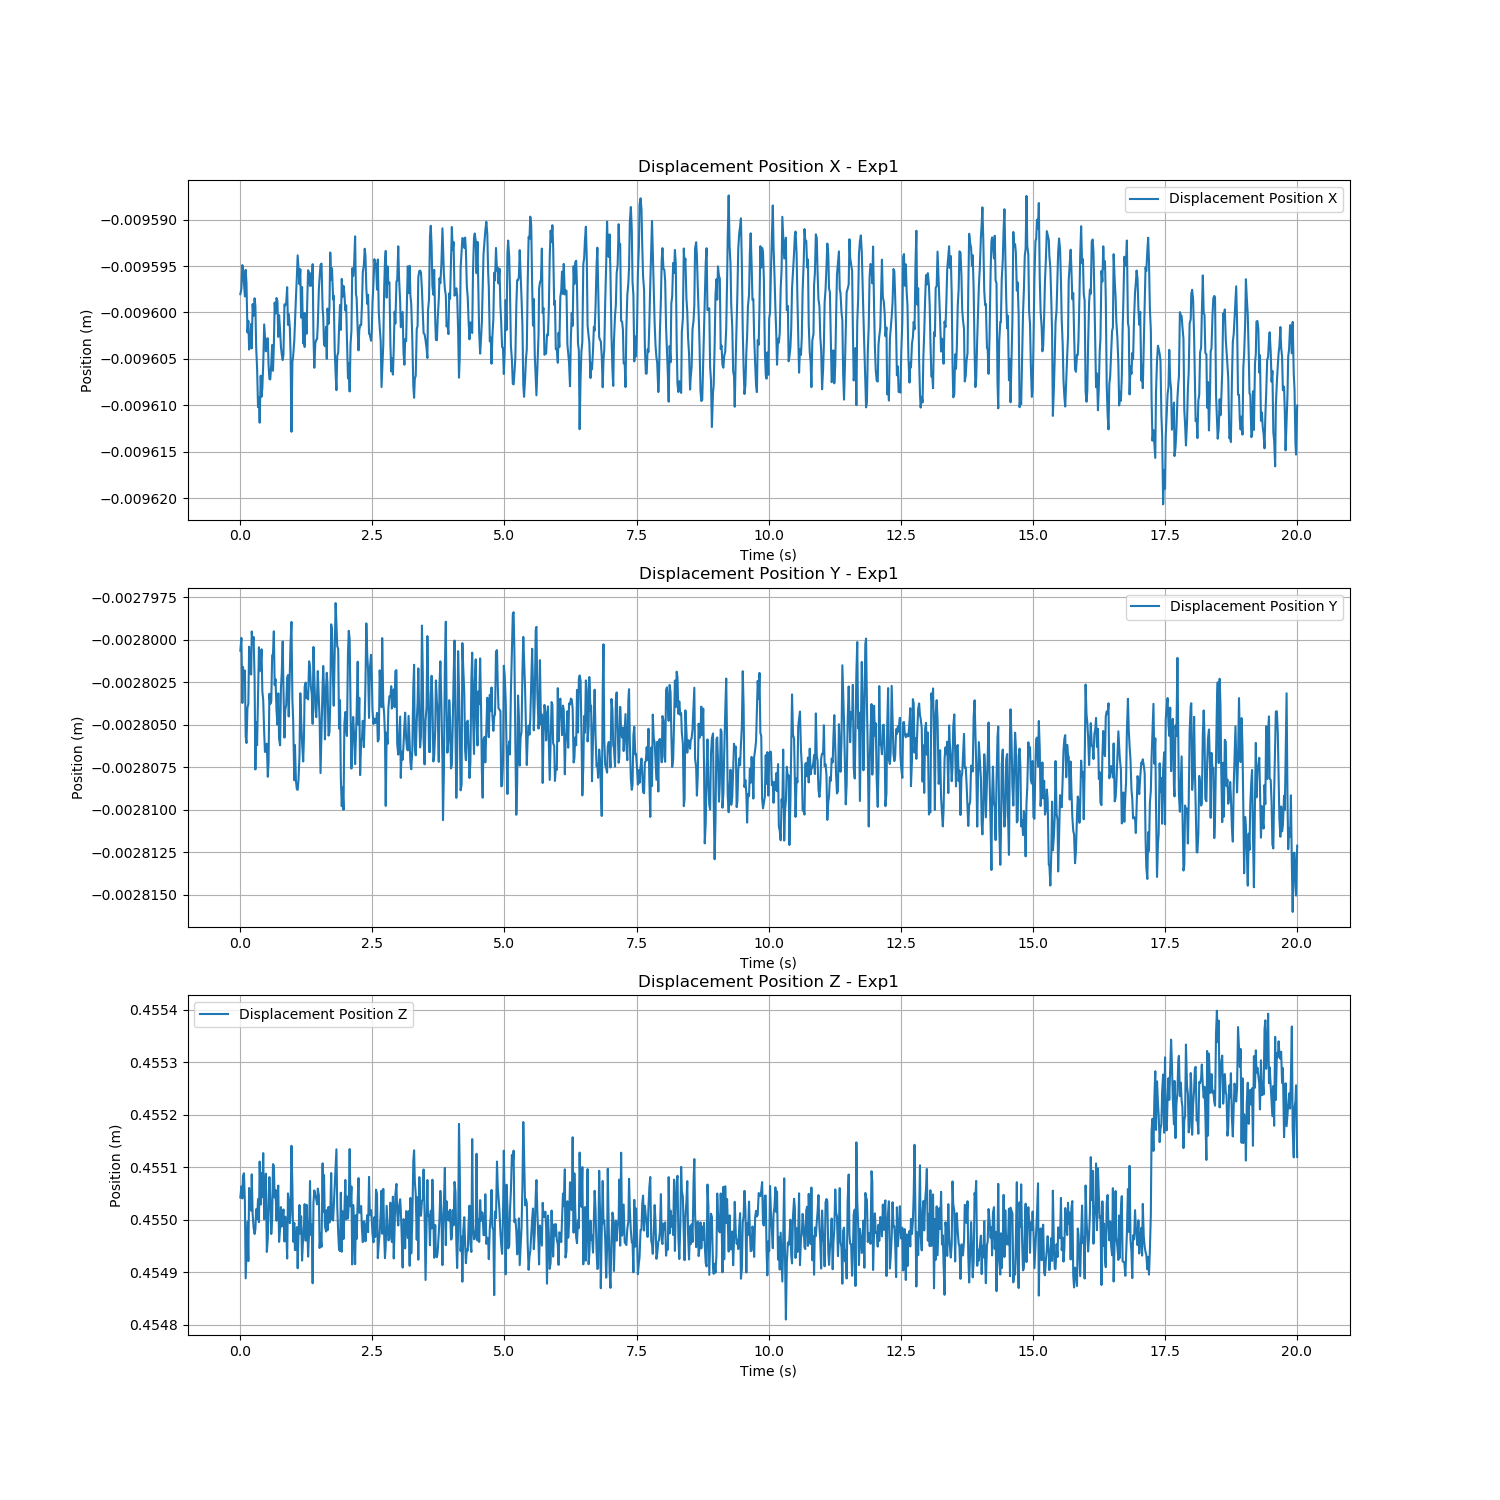 Displacement Position X - Exp1
Displacement Position X
−0.009590
−0.009595
−0.009600
−0.009605
−0.009610
−0.009615
−0.009620
Position (m)
0.0 2.5 5.0 7.5 10.0 12.5 15.0 17.5 20.0
Time (s)
Displacement Position Y - Exp1
Displacement Position Y
−0.0027975
−0.0028000
−0.0028025
−0.0028050
−0.0028075
−0.0028100
−0.0028125
−0.0028150
Position (m)
0.0 2.5 5.0 7.5 10.0 12.5 15.0 17.5 20.0
Time (s)
Displacement Position Z - Exp1
Displacement Position Z
0.4554
0.4553
0.4552
0.4551
0.4550
0.4549
0.4548
Position (m)
0.0 2.5 5.0 7.5 10.0 12.5 15.0 17.5 20.0
Time (s)